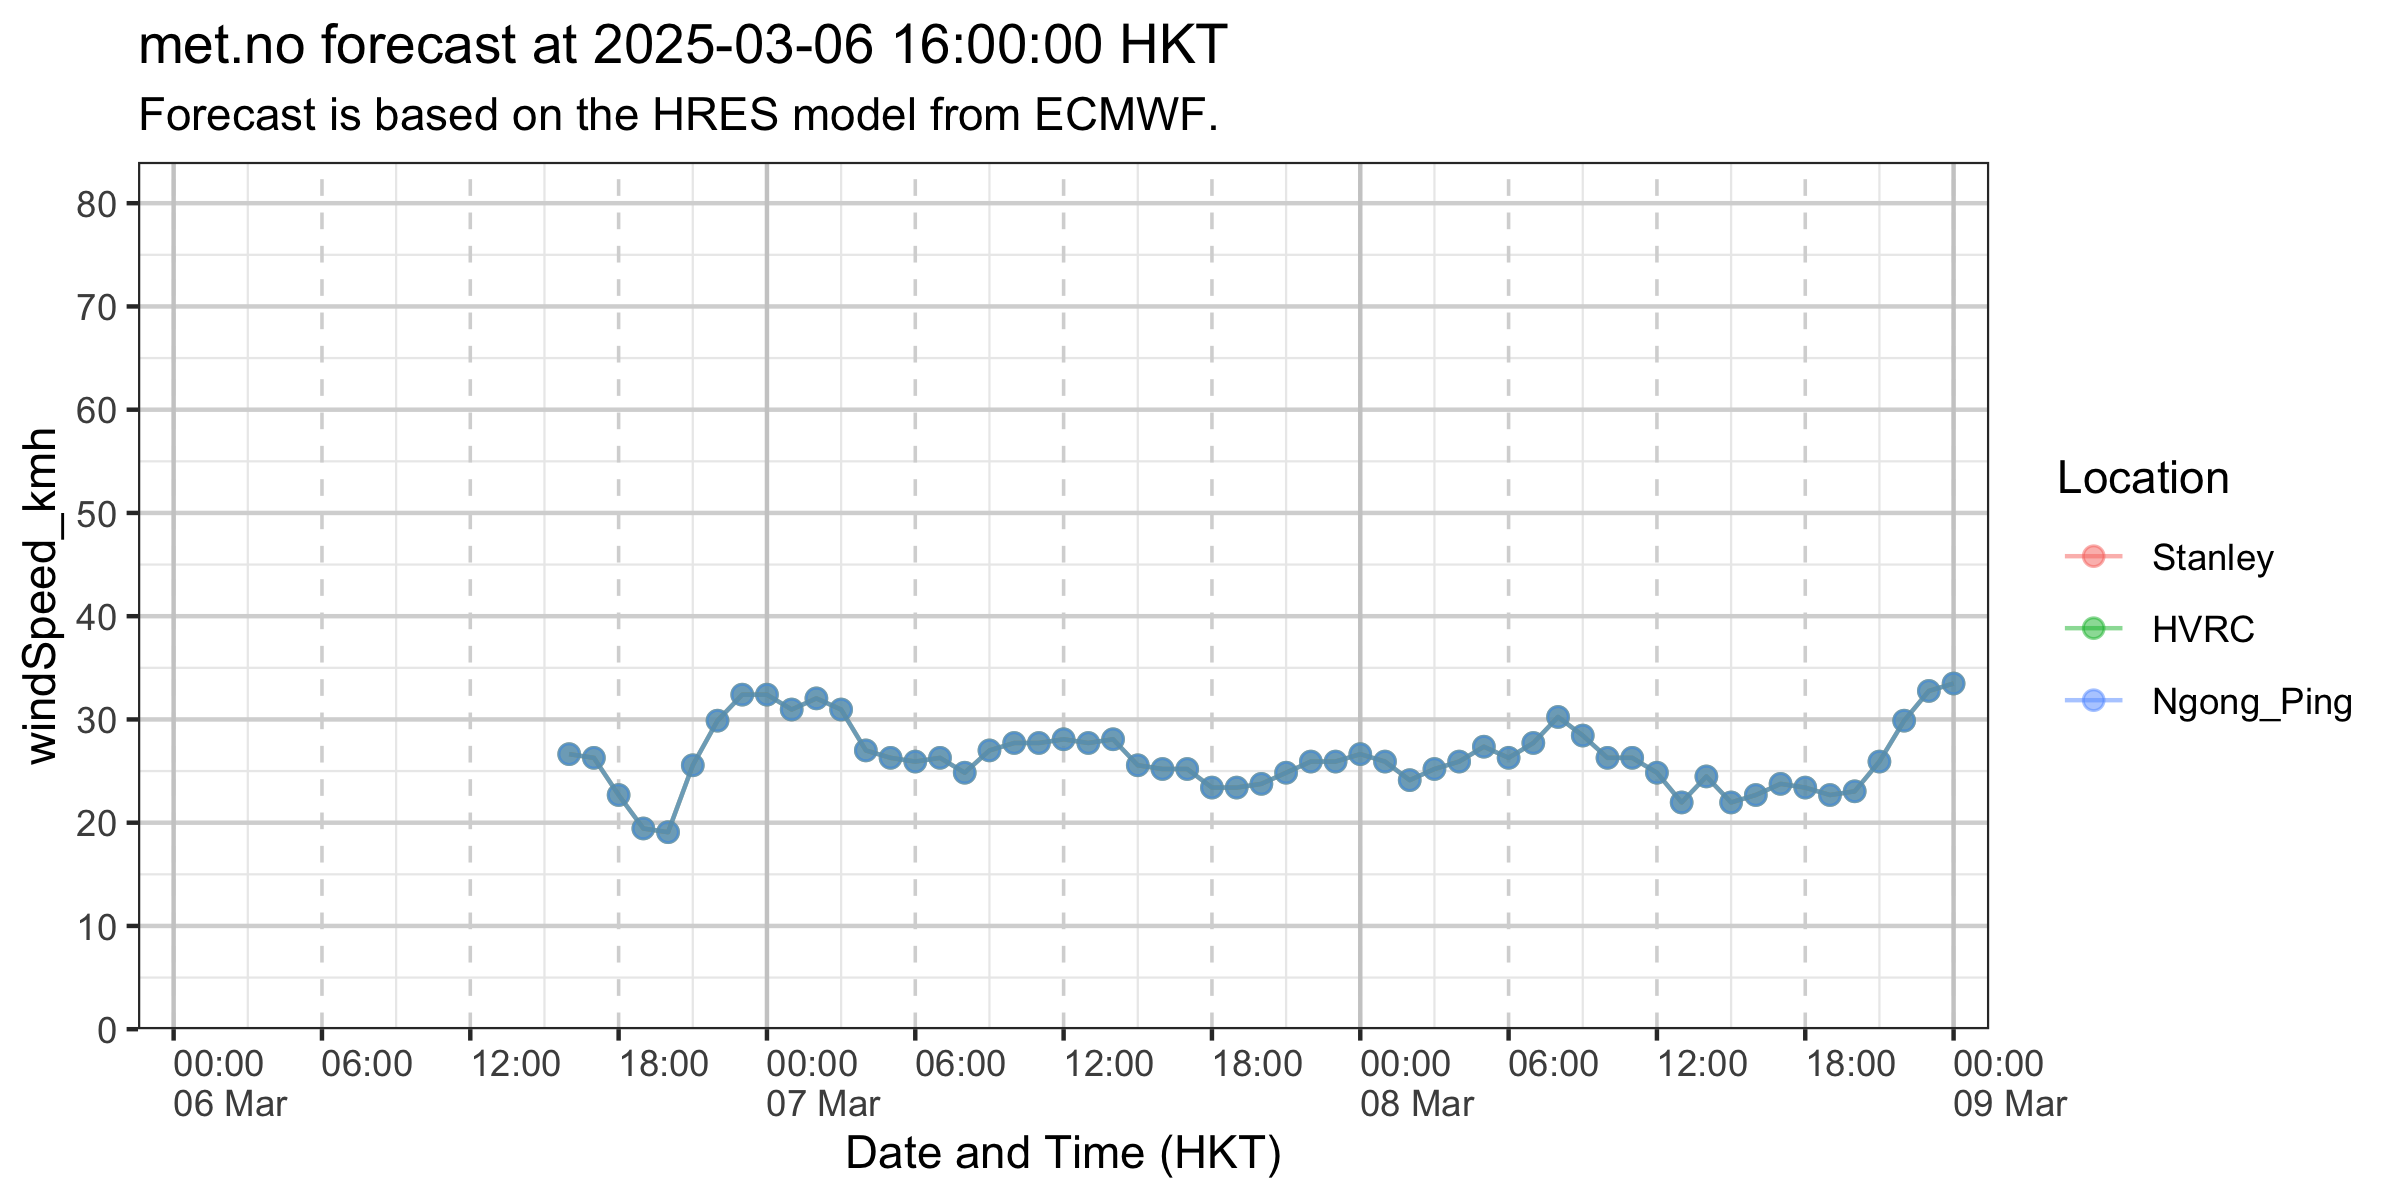 met.no forecast at 2025-03-06 16:00:00 HKT
Forecast is based on the HRES model from ECMWF.
windSpeed_kmh
80
70
60
50
40
30
20
10
0
00:00 06:00 12:00 18:00 00:00 06:00 12:00 18:00 00:00 06:00 12:00 18:00 00:00
06 Mar 07 Mar 08 Mar 09 Mar
Date and Time (HKT)
Location
Stanley
HVRC
Ngong_Ping